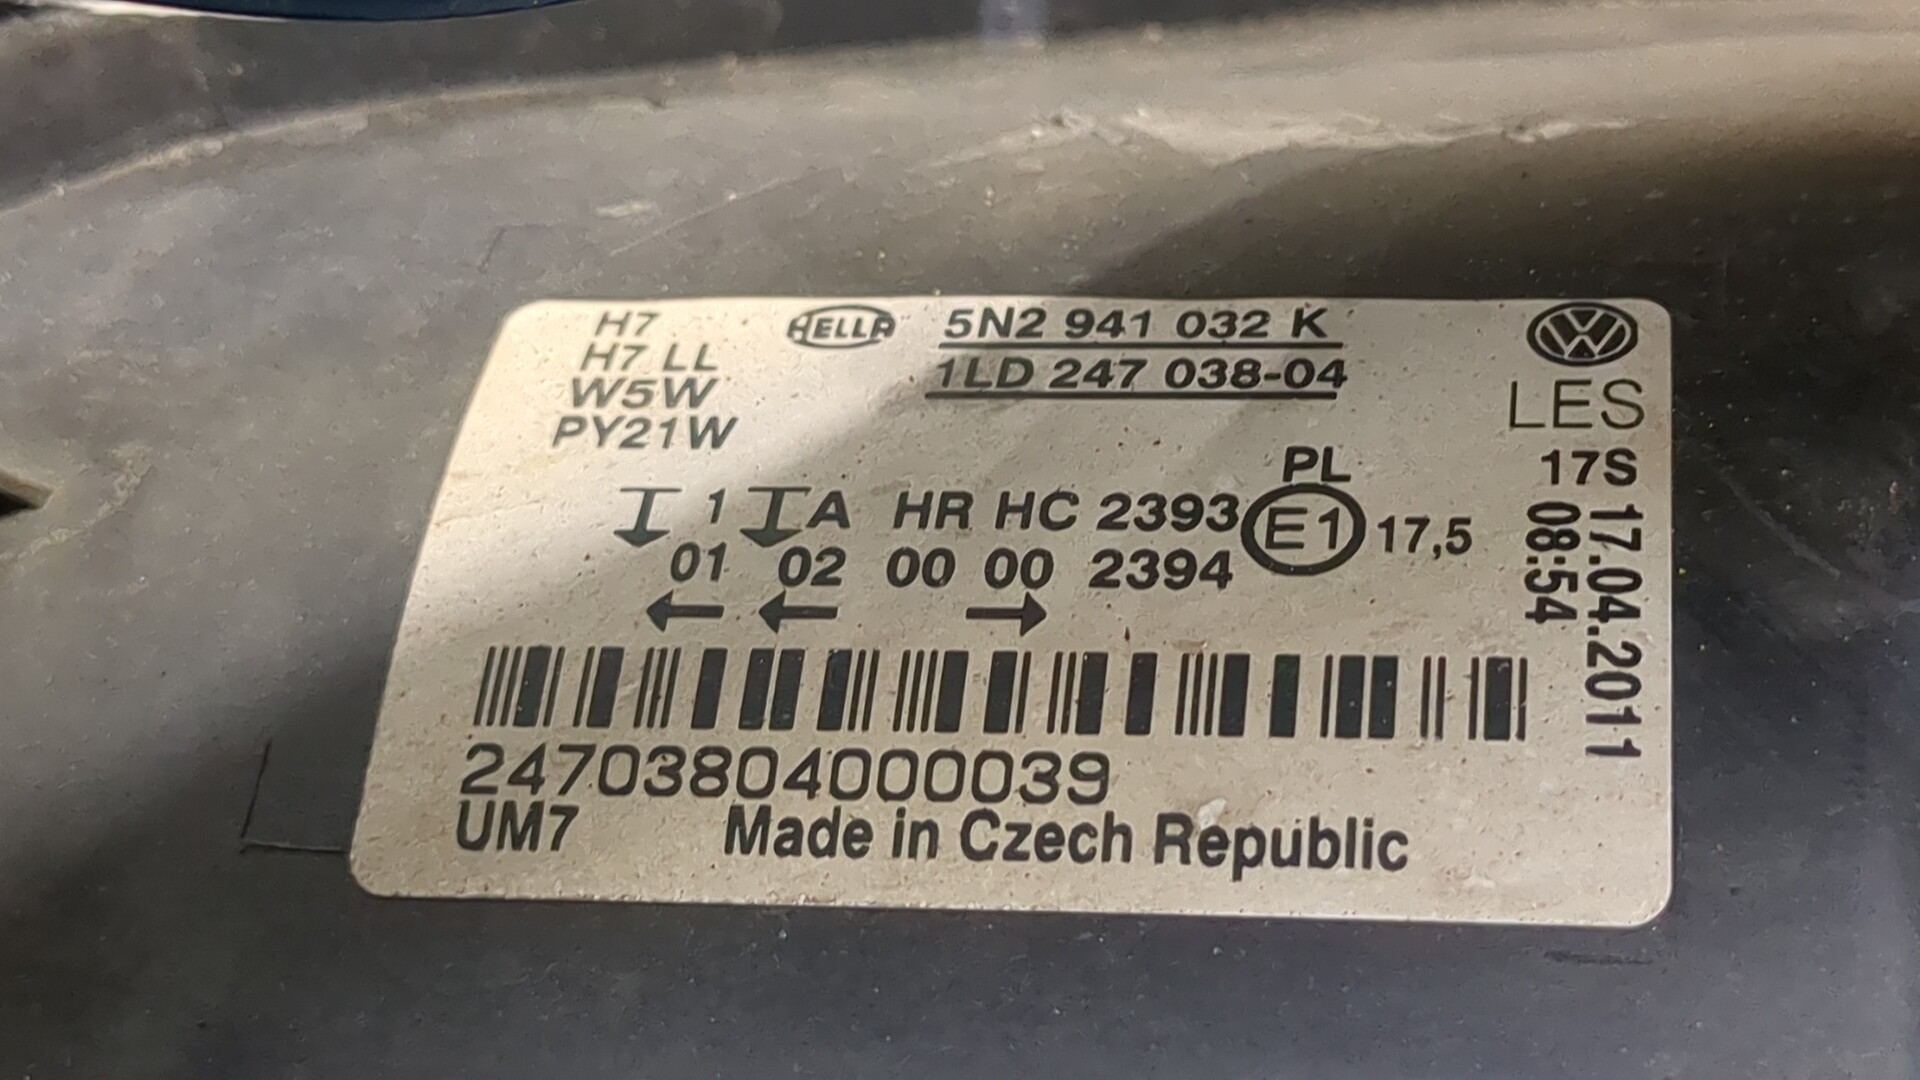 H7
H7 LL
W5W
PY21W
HELLA
5N2 941 032 K
1LD 247 038-04
VW
LES
17S
17.04.2011
08:54
1 A HR HC 2393 PL E1 17,5
01 02 00 00 2394
← ← →
24703804000039
UM7 Made in Czech Republic